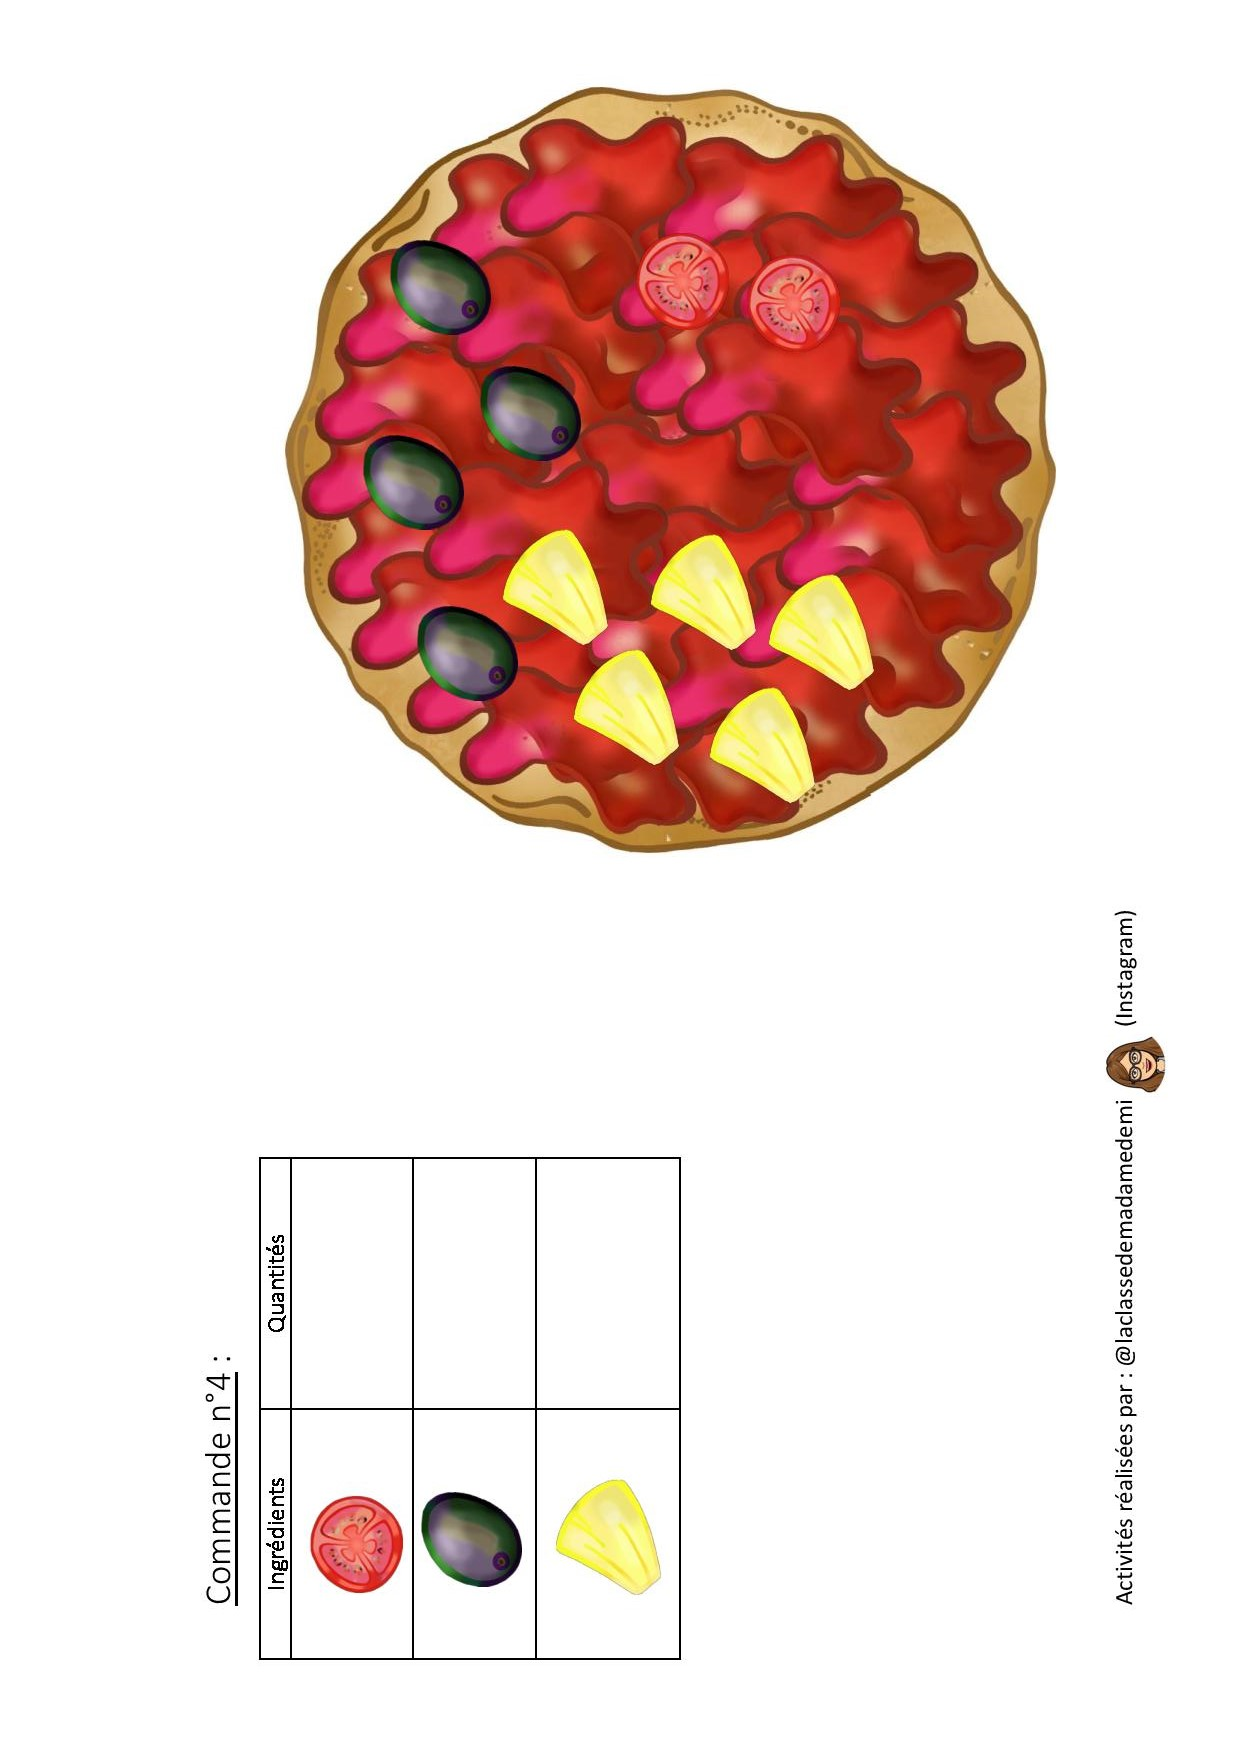 Commande n°4 :
Ingrédients Quantités
Activités réalisées par : @laclassedemadamedemi (Instagram)